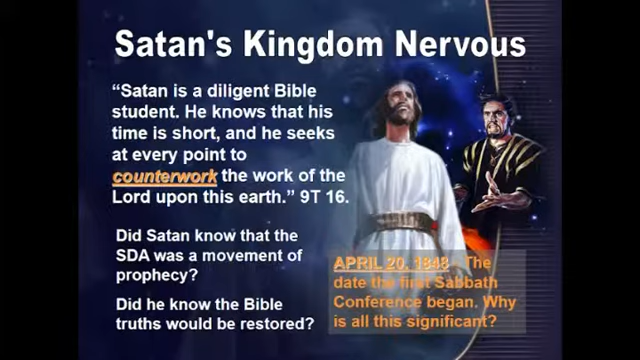 Satan's Kingdom Nervous
“Satan is a diligent Bible
student. He knows that his
time is short, and he seeks
at every point to
counterwork the work of the
Lord upon this earth.” 9T 16.
Did Satan know that the
SDA was a movement of
prophecy?
Did he know the Bible
truths would be restored?
APRIL 20, 1848 - The
date the first Sabbath
Conference began. Why
is all this significant?